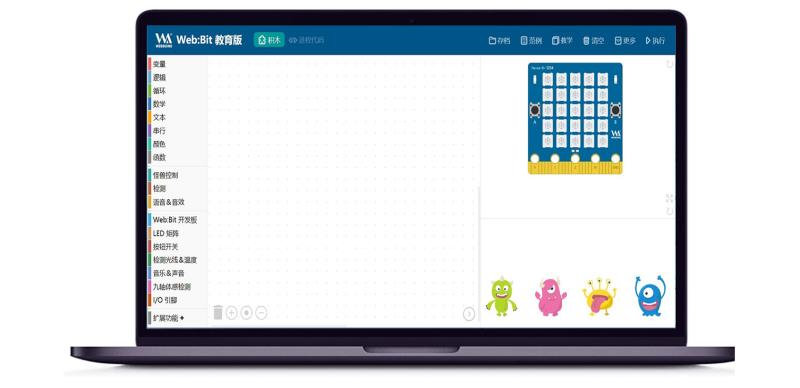 WA Web:Bit 教育版 积木 进程代码 存档 范例 教学 清空 更多 执行
WEBDUINO
变量
逻辑
循环
数学
文本
串行
颜色
函数
怪兽控制
检测
语音&音效
Web:Bit 开发板
LED 矩阵
按钮开关
检测光线&温度
音乐&声音
九轴体感检测
I/O 引脚
扩展功能 +
A
B